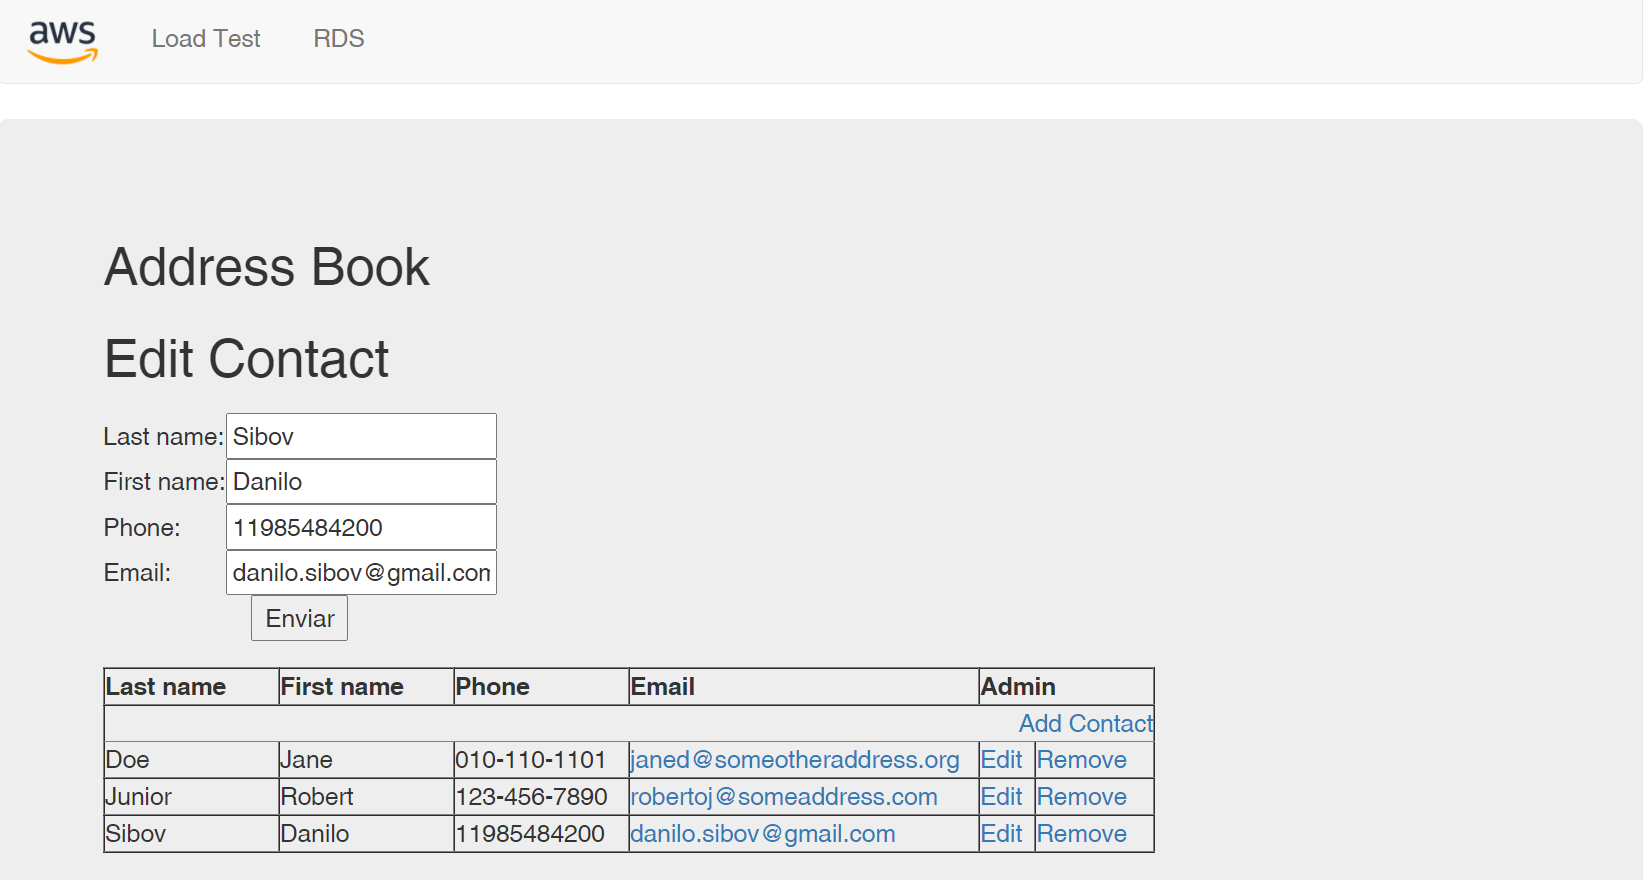 aws Load Test RDS
Address Book
Edit Contact
Last name: Sibov
First name: Danilo
Phone: 11985484200
Email: danilo.sibov@gmail.com
Enviar
Last name First name Phone Email Admin
Add Contact
Doe Jane 010-110-1101 janed@someotheraddress.org Edit Remove
Junior Robert 123-456-7890 robertoj@someaddress.com Edit Remove
Sibov Danilo 11985484200 danilo.sibov@gmail.com Edit Remove